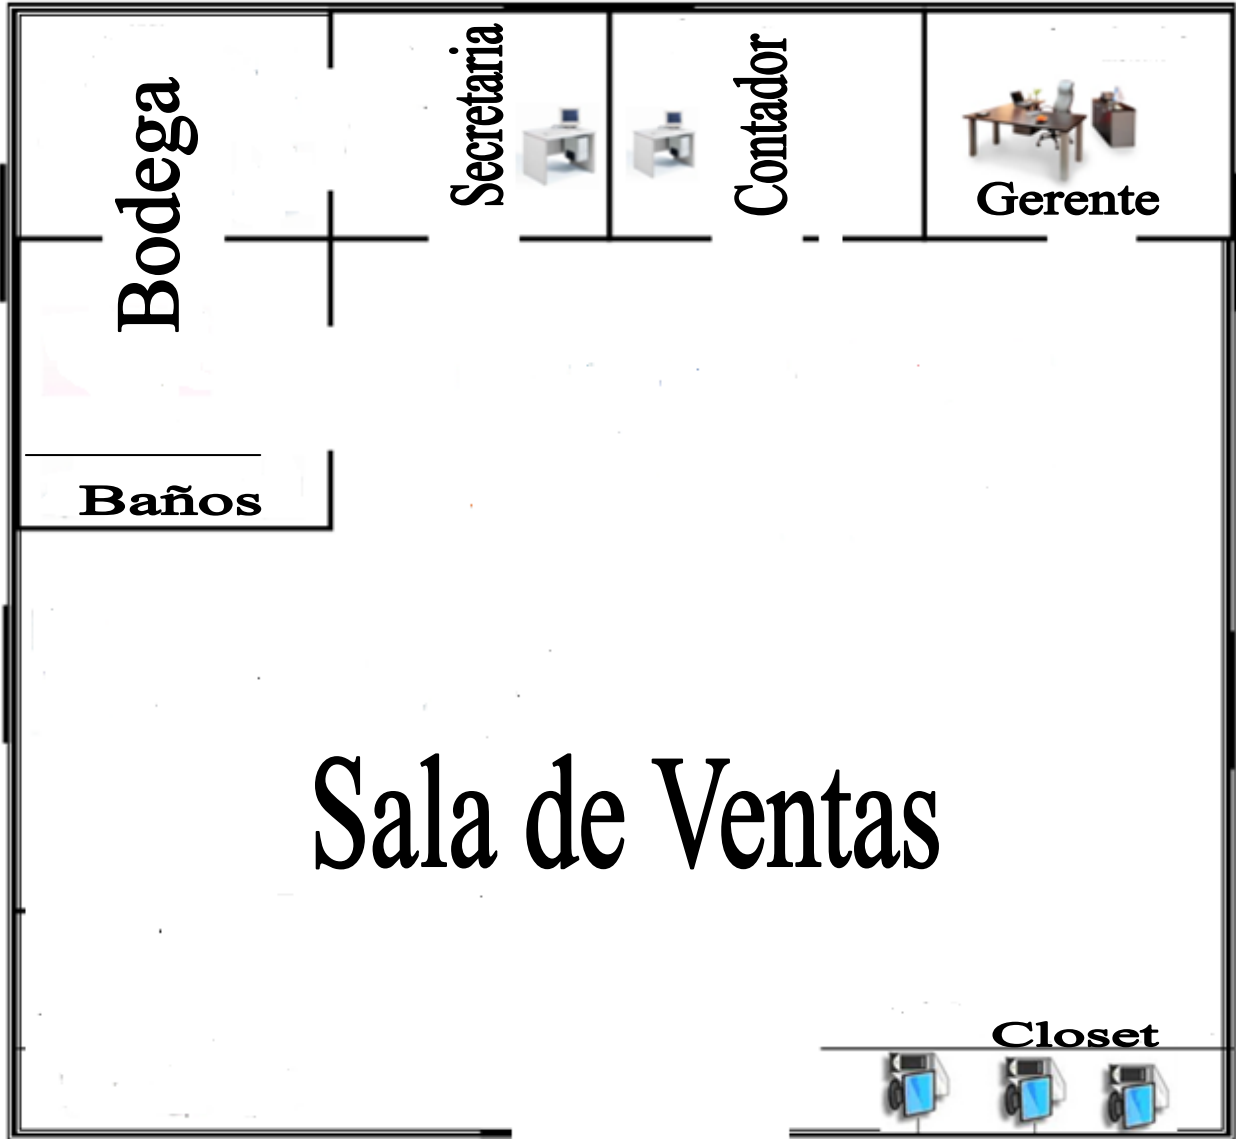 Bodega
Secretaria
Contador
Gerente
Baños
Sala de Ventas
Closet